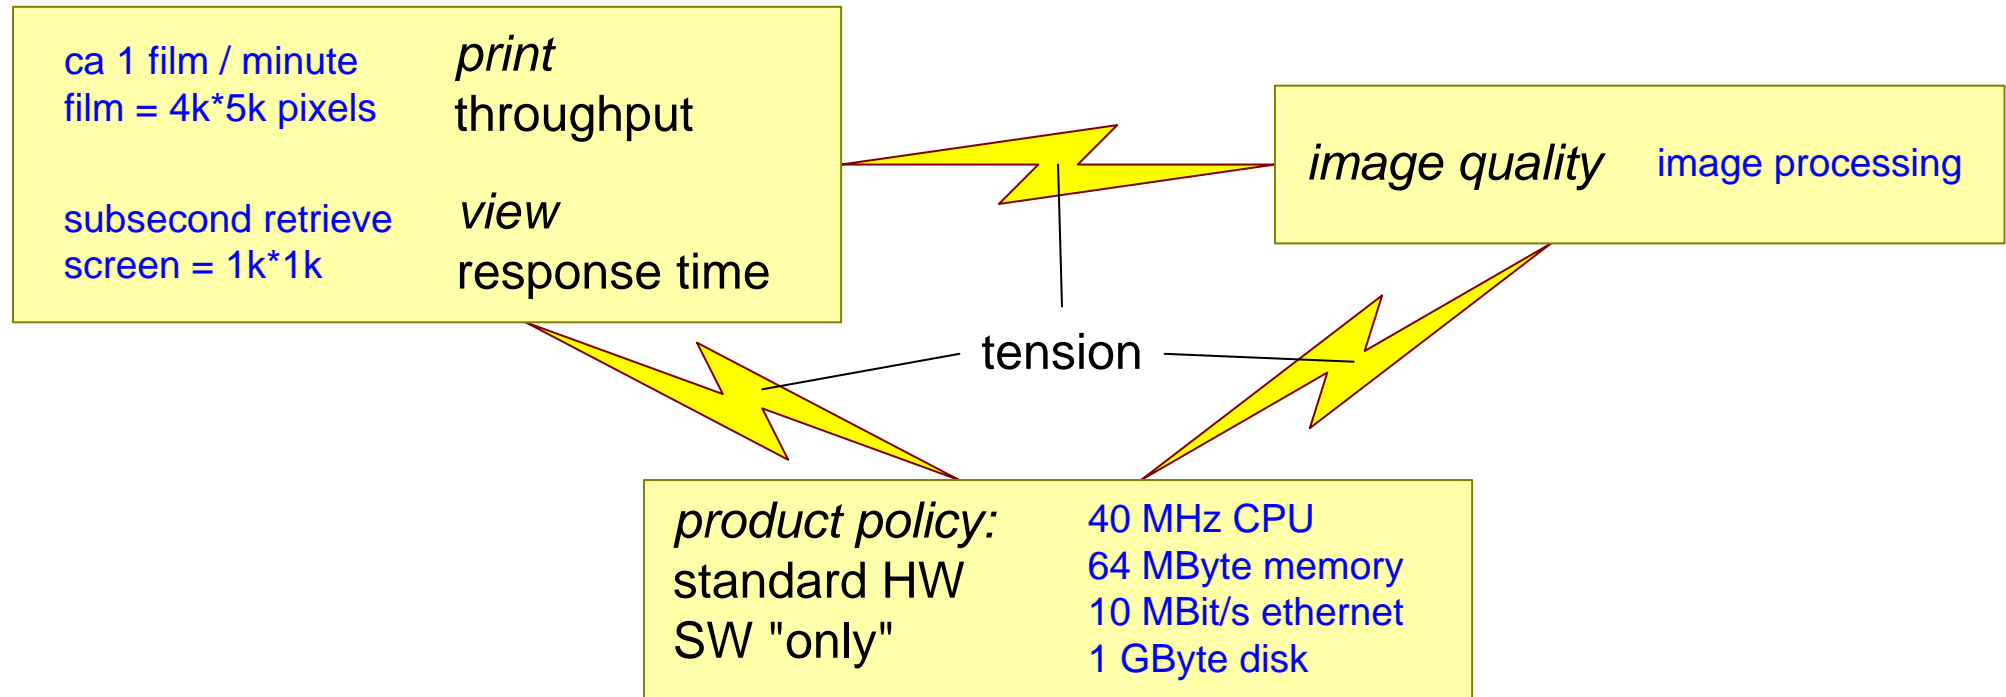 ca 1 film / minute
film = 4k*5k pixels
print
throughput
subsecond retrieve
screen = 1k*1k
view
response time
image quality
image processing
tension
product policy:
standard HW
SW "only"
40 MHz CPU
64 MByte memory
10 MBit/s ethernet
1 GByte disk